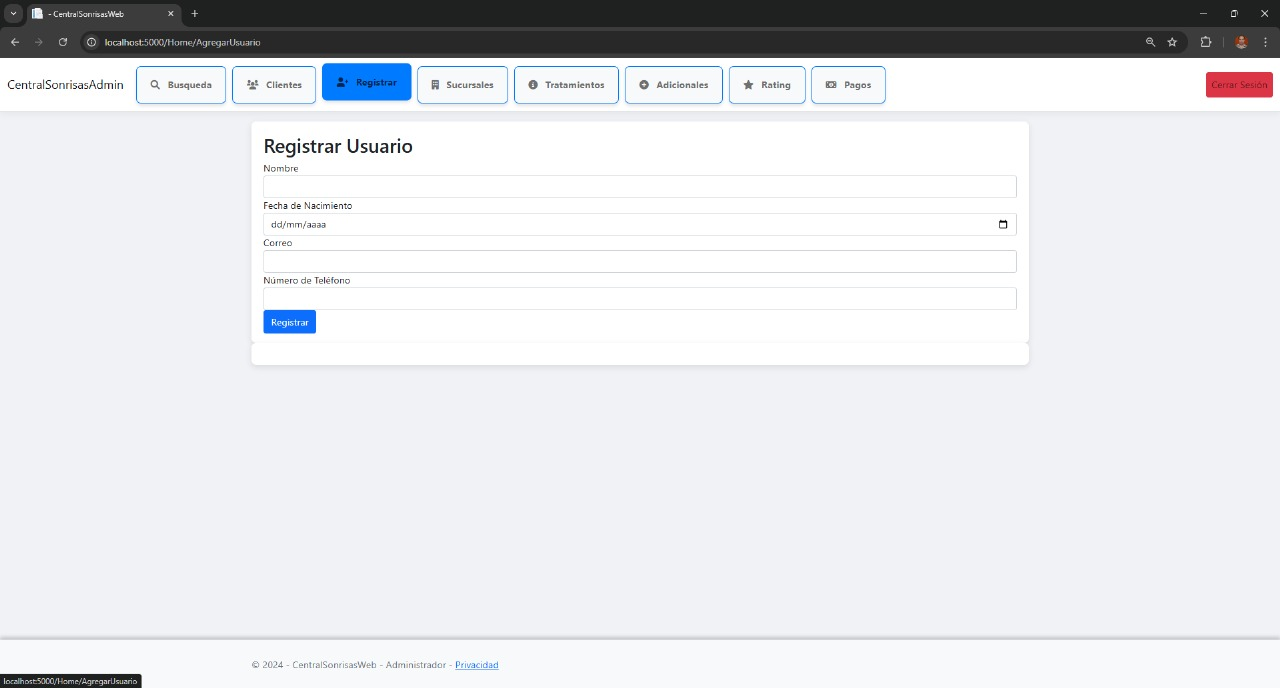 - CentralSonrisasWeb
localhost:5000/Home/AgregarUsuario
CentralSonrisasAdmin
Busqueda
Clientes
Registrar
Sucursales
Tratamientos
Adicionales
Rating
Pagos
Cerrar Sesión
Registrar Usuario
Nombre
Fecha de Nacimiento
dd/mm/aaaa
Correo
Número de Teléfono
Registrar
© 2024 - CentralSonrisasWeb - Administrador - Privacidad
localhost:5000/Home/AgregarUsuario